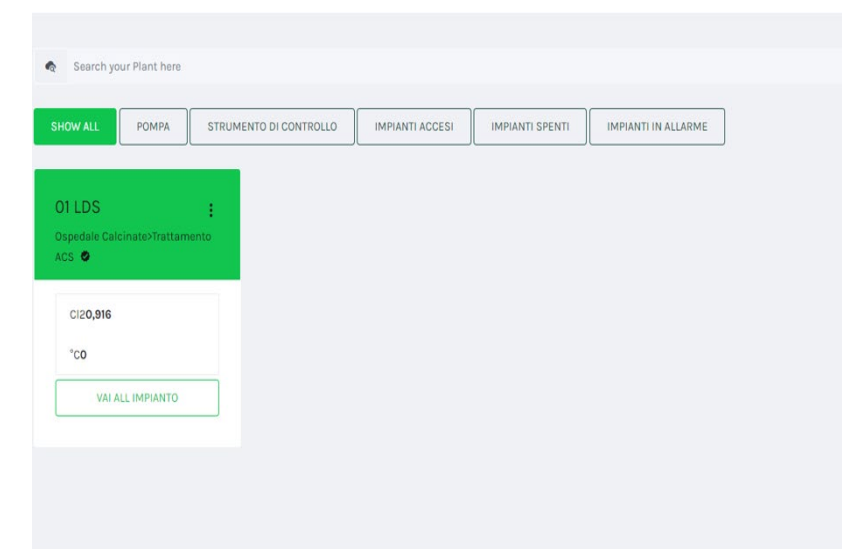 Search your Plant here
SHOW ALL
POMPA
STRUMENTO DI CONTROLLO
IMPIANTI ACCESI
IMPIANTI SPENTI
IMPIANTI IN ALLARME
01 LDS
Ospedale Calcinate>Trattamento
ACS
Cl20,916
°C0
VAI ALL IMPIANTO